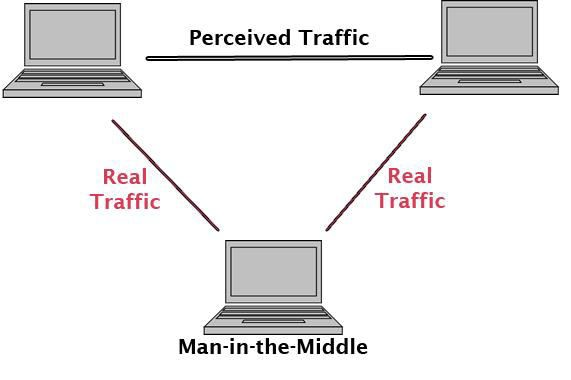 Perceived Traffic
Real
Traffic
Real
Traffic
Man-in-the-Middle